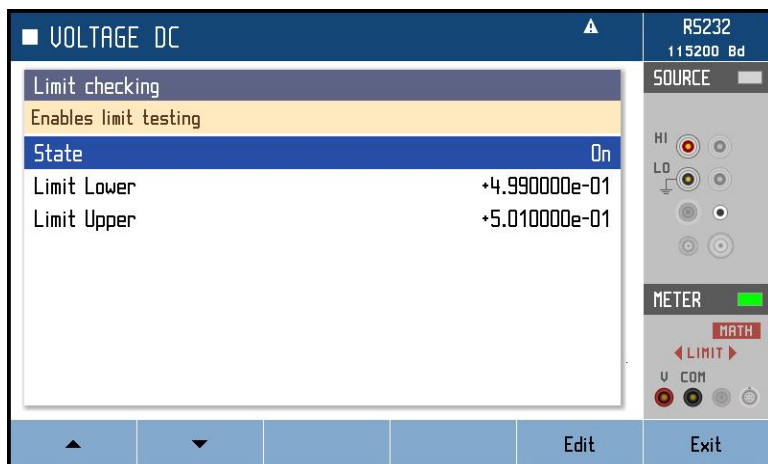 VOLTAGE DC
RS232
115200 Bd
Limit checking
Enables limit testing
State On
Limit Lower +4.990000e-01
Limit Upper +5.010000e-01
SOURCE
HI
LO
METER
MATH
LIMIT
V COM
Edit Exit